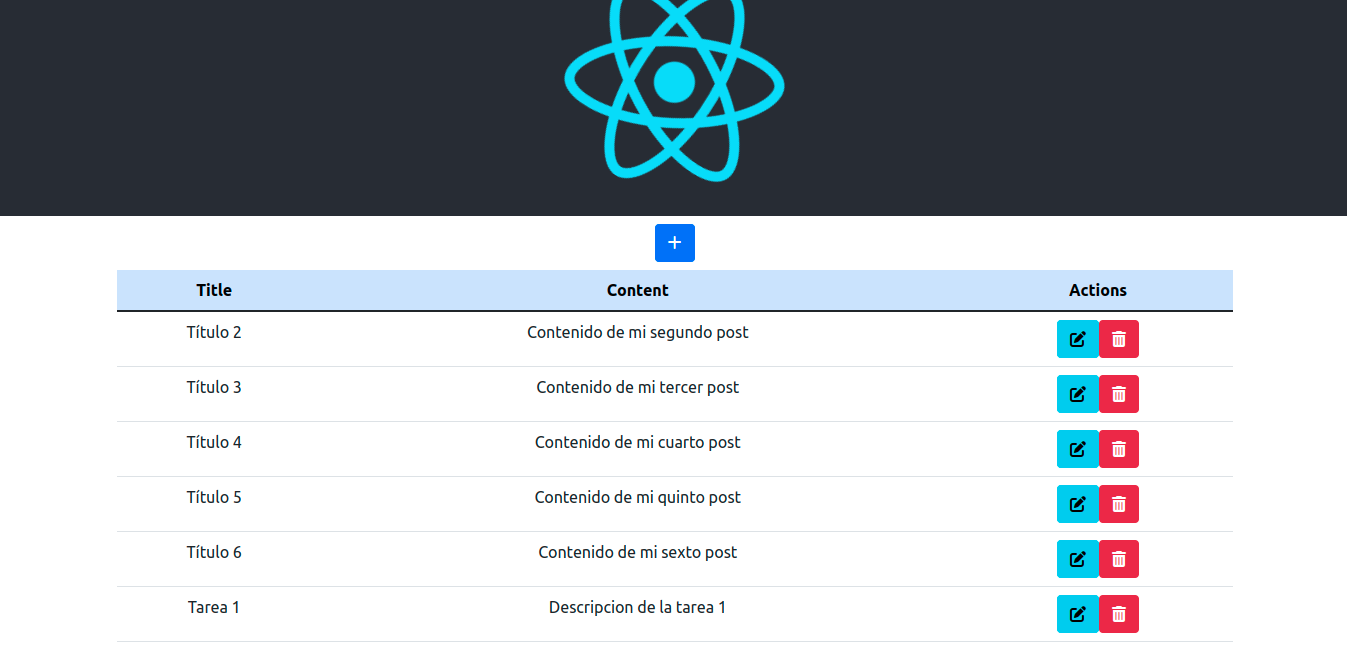 +
Title Content Actions
Título 2 Contenido de mi segundo post
Título 3 Contenido de mi tercer post
Título 4 Contenido de mi cuarto post
Título 5 Contenido de mi quinto post
Título 6 Contenido de mi sexto post
Tarea 1 Descripcion de la tarea 1